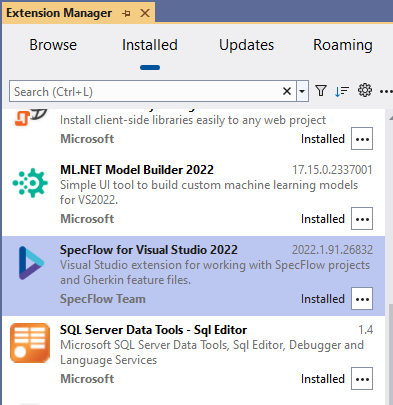 Extension Manager
Browse Installed Updates Roaming
Search (Ctrl+L)
Install client-side libraries easily to any web project
Microsoft Installed
ML.NET Model Builder 2022 17.15.0.2337001
Simple UI tool to build custom machine learning models
for VS2022.
Microsoft Installed
SpecFlow for Visual Studio 2022 2022.1.91.26832
Visual Studio extension for working with SpecFlow projects
and Gherkin feature files.
SpecFlow Team Installed
SQL Server Data Tools - Sql Editor 1.4
Microsoft SQL Server Data Tools, Sql Editor, Debugger and
Language Services
Microsoft Installed